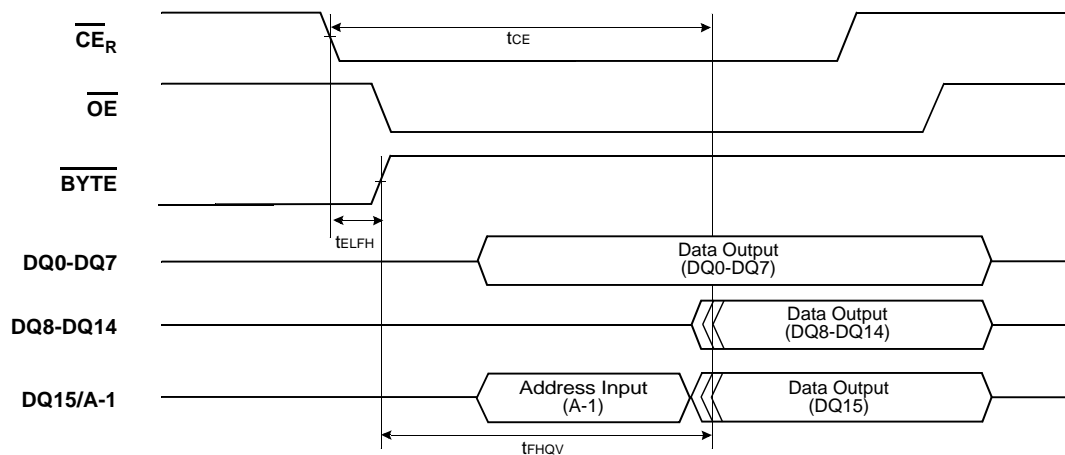 CER
tCE
OE
BYTE
tELFH
DQ0-DQ7
Data Output
(DQ0-DQ7)
DQ8-DQ14
Data Output
(DQ8-DQ14)
DQ15/A-1
Address Input
(A-1)
Data Output
(DQ15)
tFHQV